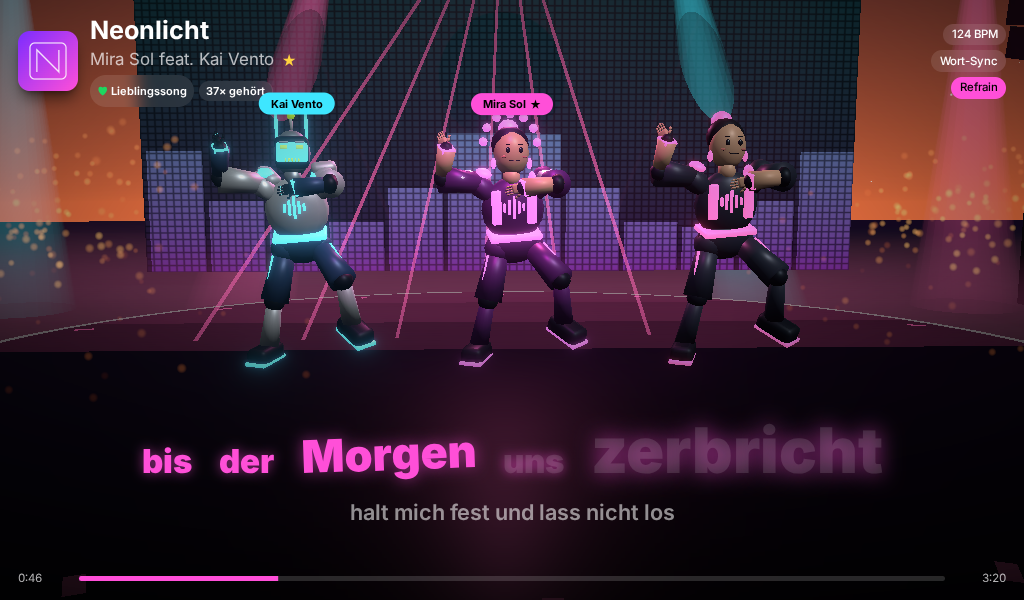 Neonlicht
Mira Sol feat. Kai Vento ★
Lieblingssong
37× gehört
124 BPM
Wort-Sync
Refrain
N
Kai Vento
Mira Sol ★
bis der Morgen uns zerbricht
halt mich fest und lass nicht los
0:46
3:20